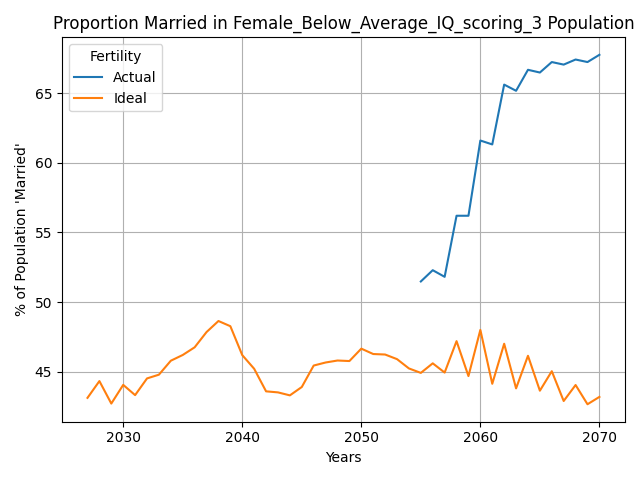 Proportion Married in Female_Below_Average_IQ_scoring_3 Population
Fertility
Actual
Ideal
% of Population 'Married'
65
60
55
50
45
2030
2040
2050
2060
2070
Years